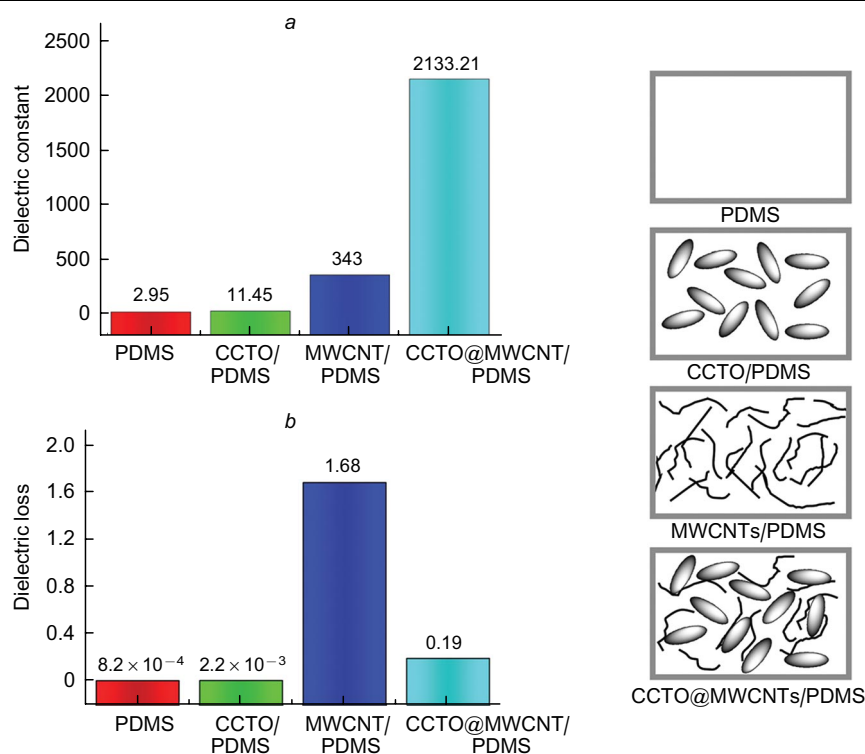 a
Dielectric constant
2500
2000
1500
1000
500
0
2.95
11.45
343
2133.21
PDMS
CCTO/
PDMS
MWCNT/
PDMS
CCTO@MWCNT/
PDMS
b
Dielectric loss
2.0
1.6
1.2
0.8
0.4
0
8.2 × 10⁻⁴
2.2 × 10⁻³
1.68
0.19
PDMS
CCTO/
PDMS
MWCNT/
PDMS
CCTO@MWCNT/
PDMS
PDMS
CCTO/PDMS
MWCNTs/PDMS
CCTO@MWCNTs/PDMS